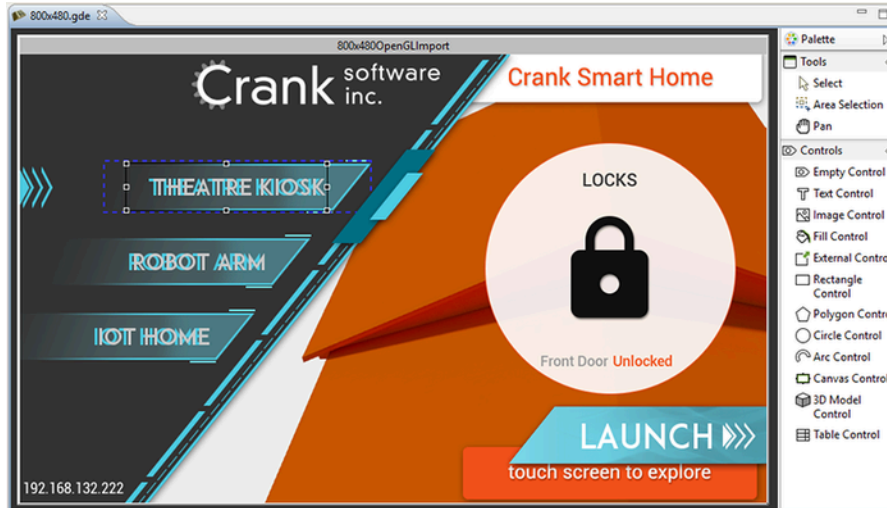 800x480.gde
800x480OpenGLImport
Crank software inc.
Crank Smart Home
THEATRE KIOSK
ROBOT ARM
IOT HOME
192.168.132.222
LOCKS
Front Door Unlocked
LAUNCH
touch screen to explore
Palette
Tools
Select
Area Selection
Pan
Controls
Empty Control
Text Control
Image Control
Fill Control
External Contro
Rectangle
Control
Polygon Contr
Circle Control
Arc Control
Canvas Control
3D Model
Control
Table Control